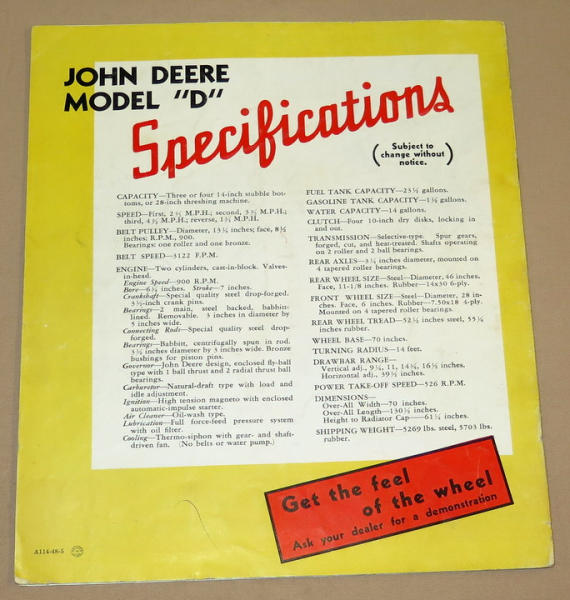 JOHN DEERE
MODEL "D"
Specifications
(Subject to
change without
notice.)
CAPACITY—Three or four 14-inch stubble bot-
toms, or 28-inch threshing machine.
SPEED—First, 2½ M.P.H.; second, 3¾ M.P.H.;
third, 4¾ M.P.H.; reverse, 1¾ M.P.H.
BELT PULLEY—Diameter, 13¼ inches; face, 8½
inches; R.P.M., 900.
Bearings: one roller and one bronze.
BELT SPEED—3122 F.P.M.
ENGINE—Two cylinders, cast-in-block. Valves-
in-head.
Engine Speed—900 R.P.M.
Bore—6¾ inches. Stroke—7 inches.
Crankshaft—Special quality steel drop-forged.
3½-inch crank pins.
Bearings—2 main, steel backed, babbitt-
lined. Removable. 3 inches in diameter by
5 inches wide.
Connecting Rods—Special quality steel drop-
forged.
Bearings—Babbitt, centrifugally spun in rod.
3½ inches diameter by 3 inches wide. Bronze
bushings for piston pins.
Governor—John Deere design, enclosed fly-ball
type with 1 ball thrust and 2 radial thrust ball
bearings.
Carburetor—Natural-draft type with load and
idle adjustment.
Ignition—High tension magneto with enclosed
automatic-impulse starter.
Air Cleaner—Oil-wash type.
Lubrication—Full force-feed pressure system
with oil filter.
Cooling—Thermo-siphon with gear- and shaft-
driven fan. (No belts or water pump.)
FUEL TANK CAPACITY—23½ gallons.
GASOLINE TANK CAPACITY—1⅝ gallons.
WATER CAPACITY—14 gallons.
CLUTCH—Four 10-inch dry disks, locking in
and out.
TRANSMISSION—Selective-type. Spur gears,
forged, cut, and heat-treated. Shafts operating
on 2 roller and 2 ball bearings.
REAR AXLES—3¼ inches diameter, mounted on
4 tapered roller bearings.
REAR WHEEL SIZE—Steel—Diameter, 46 inches.
Face, 11-1/8 inches. Rubber—14x30 6-ply.
FRONT WHEEL SIZE—Steel—Diameter, 28 in-
ches. Face, 6 inches. Rubber—7.50x18 4-ply.
Mounted on 4 tapered roller bearings.
REAR WHEEL TREAD—52½ inches steel, 55¼
inches rubber.
WHEEL BASE—70 inches.
TURNING RADIUS—14 feet.
DRAWBAR RANGE—
Vertical adj., 9¼, 11, 14¾, 16½ inches.
Horizontal adj., 39½ inches.
POWER TAKE-OFF SPEED—526 R.P.M.
DIMENSIONS—
Over-All Width—70 inches.
Over-All Length—130¼ inches.
Height to Radiator Cap—61¼ inches.
SHIPPING WEIGHT—5269 lbs. steel, 5703 lbs.
rubber.
Get the feel
of the wheel
Ask your dealer for a demonstration
A114-48-5